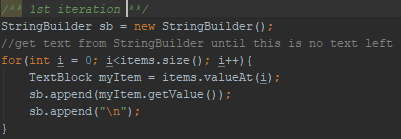 /** 1st iteration **/
StringBuilder sb = new StringBuilder();
//get text from StringBuilder until this is no text left
for(int i = 0; i<items.size(); i++){
TextBlock myItem = items.valueAt(i);
sb.append(myItem.getValue());
sb.append("\n");
}